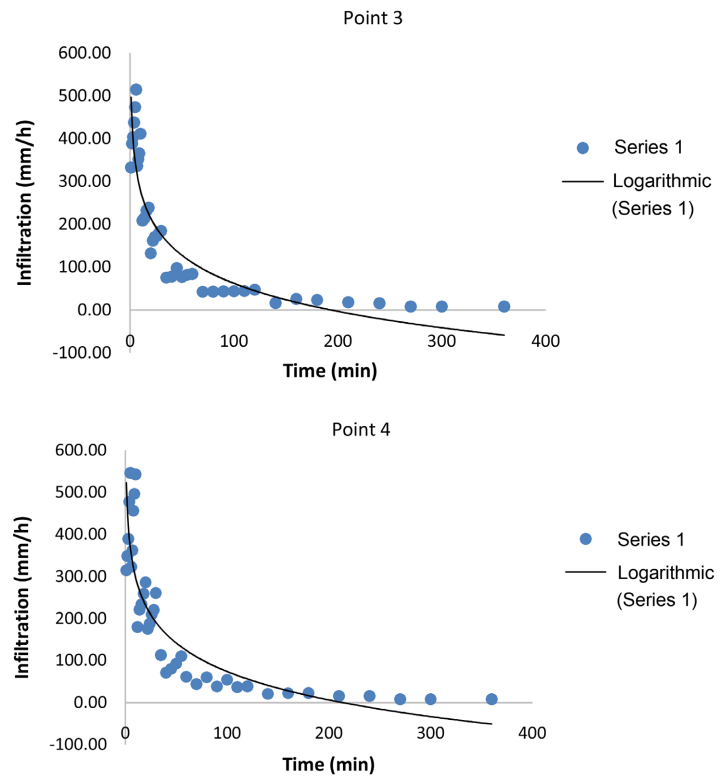 Point 3
600.00
500.00
400.00
300.00
200.00
100.00
0.00
-100.00
0 100 200 300 400
Infiltration (mm/h)
Time (min)
Series 1
Logarithmic
(Series 1)
Point 4
600.00
500.00
400.00
300.00
200.00
100.00
0.00
-100.00
0 100 200 300 400
Infiltration (mm/h)
Time (min)
Series 1
Logarithmic
(Series 1)